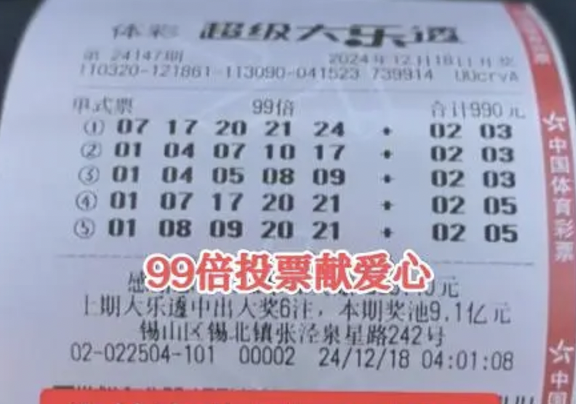 体彩 超级大乐透
第 24147期 2024年12月18日开奖
110320-121861-113090-041523 739914 UUcrvA
单式票 99倍 合计990元
① 07 17 20 21 24 + 02 03
② 01 04 07 10 17 + 02 03
③ 01 04 05 08 09 + 02 03
④ 01 07 17 20 21 + 02 05
⑤ 01 08 09 20 21 + 02 05
99倍投票献爱心
感
元
上期大乐透中出大奖6注，本期奖池9.1亿元
锡山区锡北镇张泾泉星路242号
02-022504-101 00002 24/12/18 04:01:08
中国体育彩票
中国体